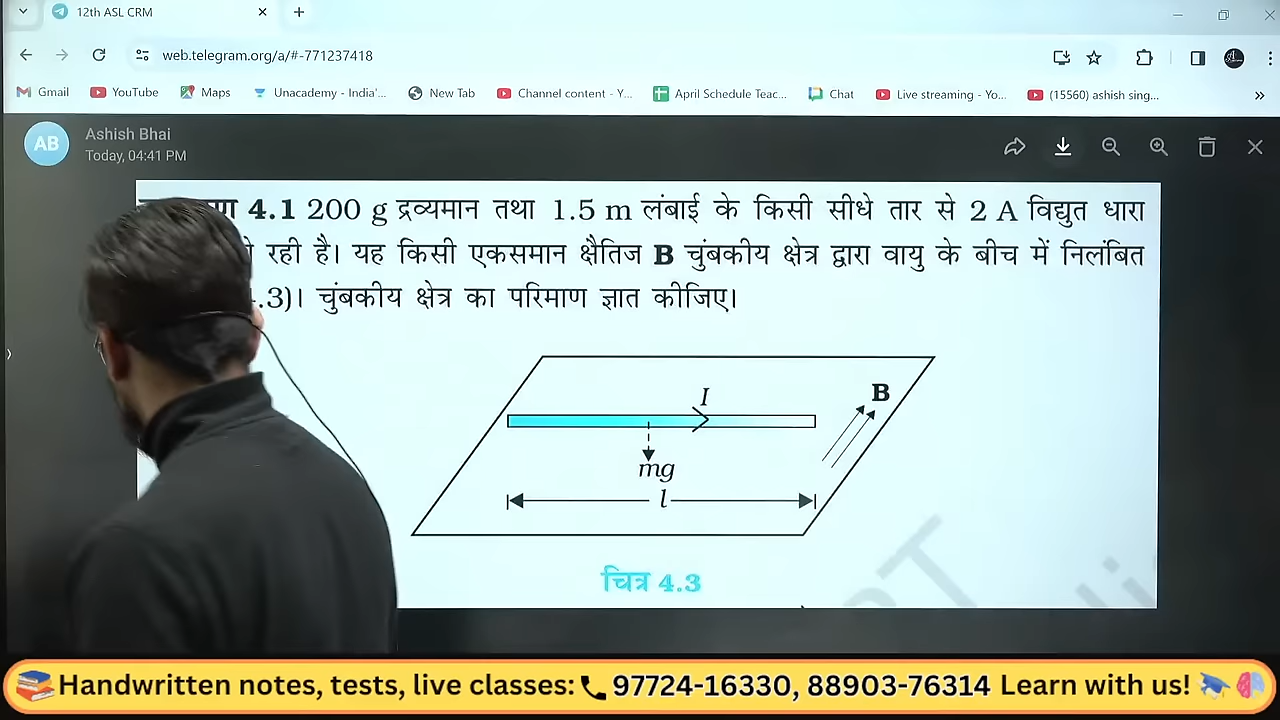 12th ASL CRM
web.telegram.org/a/#-771237418
Gmail YouTube Maps Unacademy - India'... New Tab Channel content - Y... April Schedule Teac... Chat Live streaming - Yo... (15560) ashish sing...
AB
Ashish Bhai
Today, 04:41 PM
4.1 200 g द्रव्यमान तथा 1.5 m लंबाई के किसी सीधे तार से 2 A विद्युत धारा
रही है। यह किसी एकसमान क्षैतिज B चुंबकीय क्षेत्र द्वारा वायु के बीच में निलंबित
.3)। चुंबकीय क्षेत्र का परिमाण ज्ञात कीजिए।
I
B
mg
l
चित्र 4.3
Handwritten notes, tests, live classes: 97724-16330, 88903-76314 Learn with us!